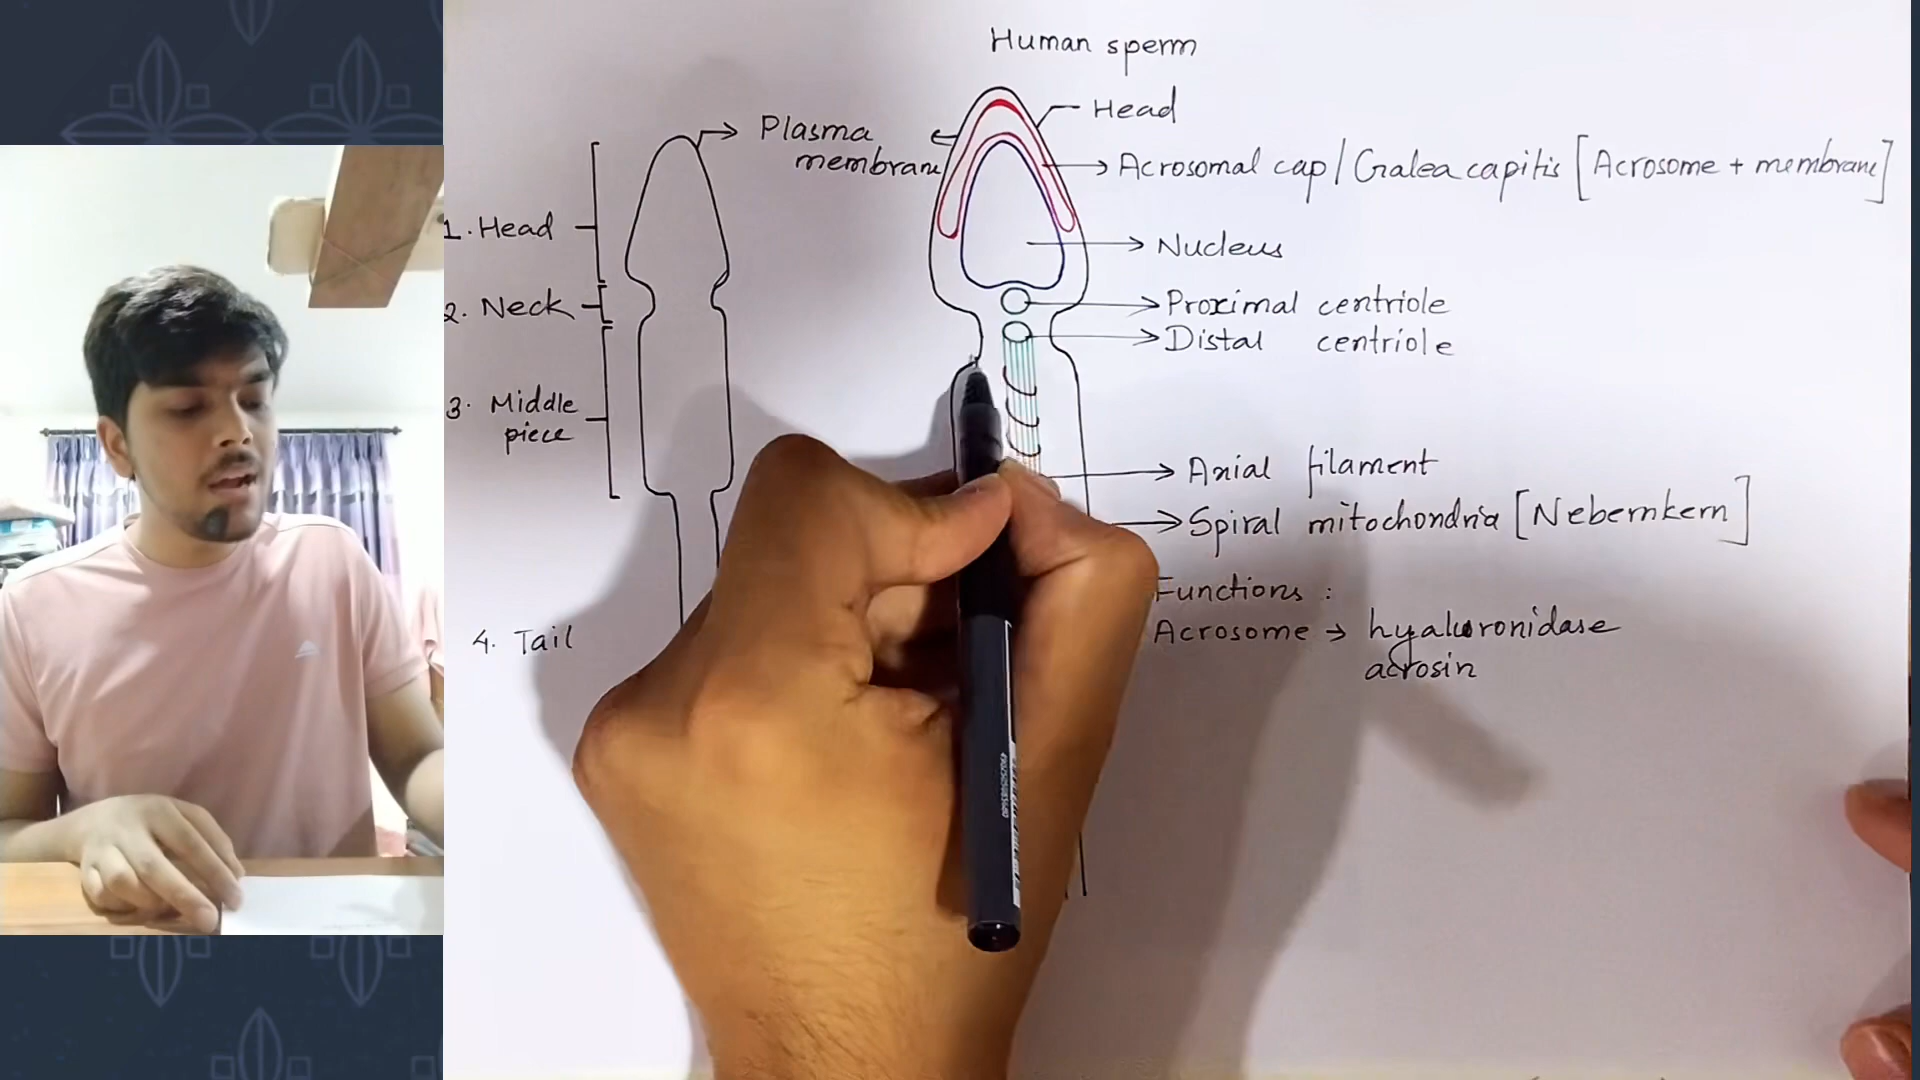 Human sperm
Head
Plasma
membrane
Acrosomal cap/Galea capitis [Acrosome + membrane]
1. Head
Nucleus
2. Neck
Proximal centriole
Distal centriole
3. Middle
piece
Axial filament
Spiral mitochondria [Nebernkern]
Functions :
4. Tail
Acrosome → hyaluronidase
acrosin